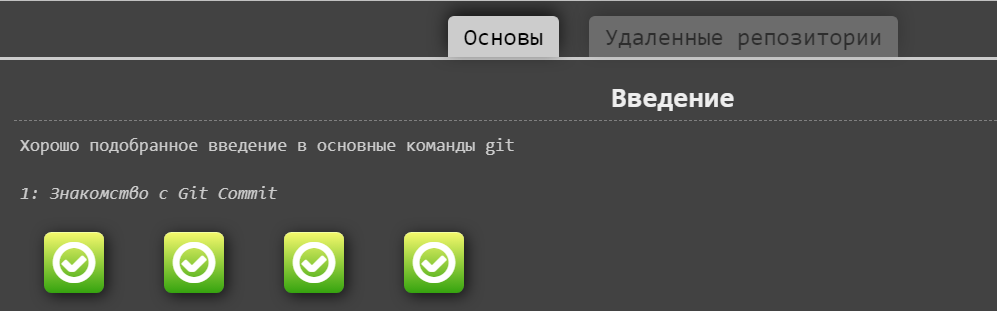 Основы
Удаленные репозитории
Введение
Хорошо подобранное введение в основные команды git
1: Знакомство с Git Commit